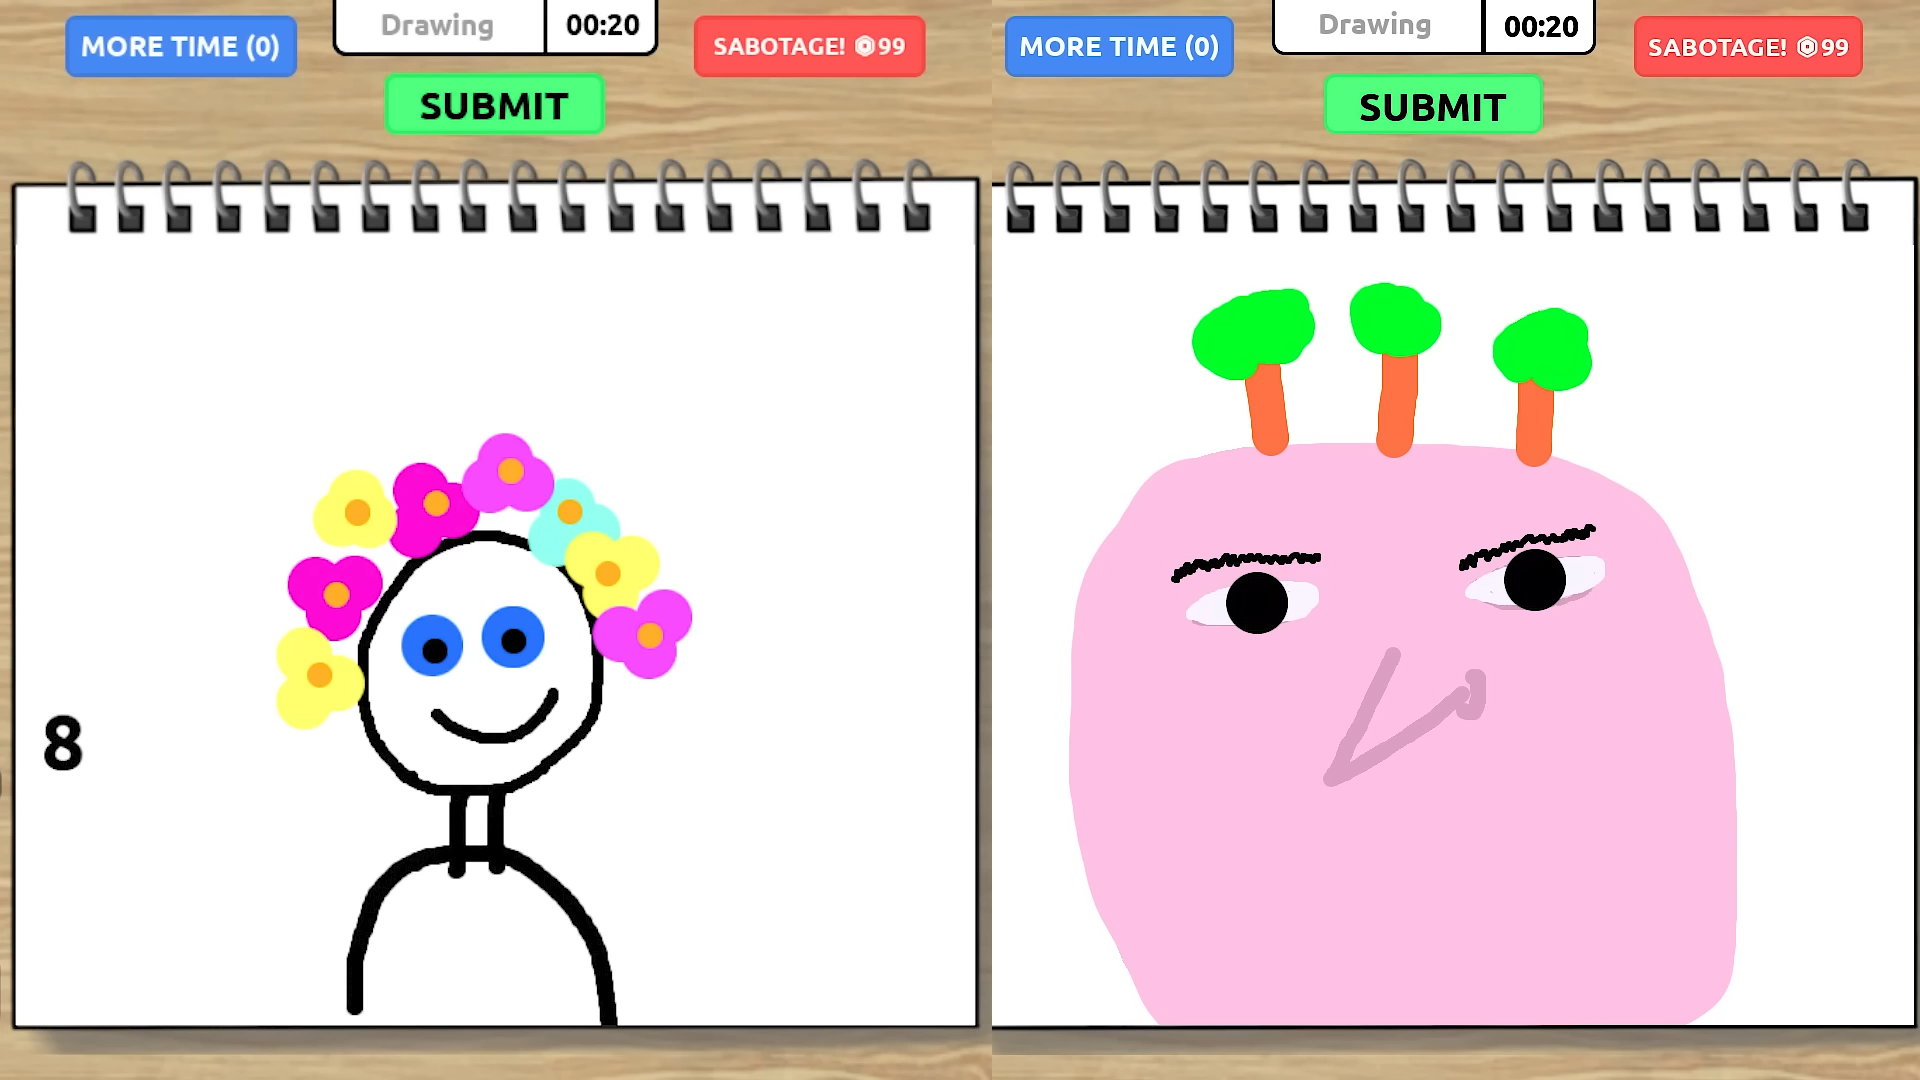 Drawing 00:20
MORE TIME (0)
SABOTAGE! 99
SUBMIT
8
Drawing 00:20
MORE TIME (0)
SABOTAGE! 99
SUBMIT